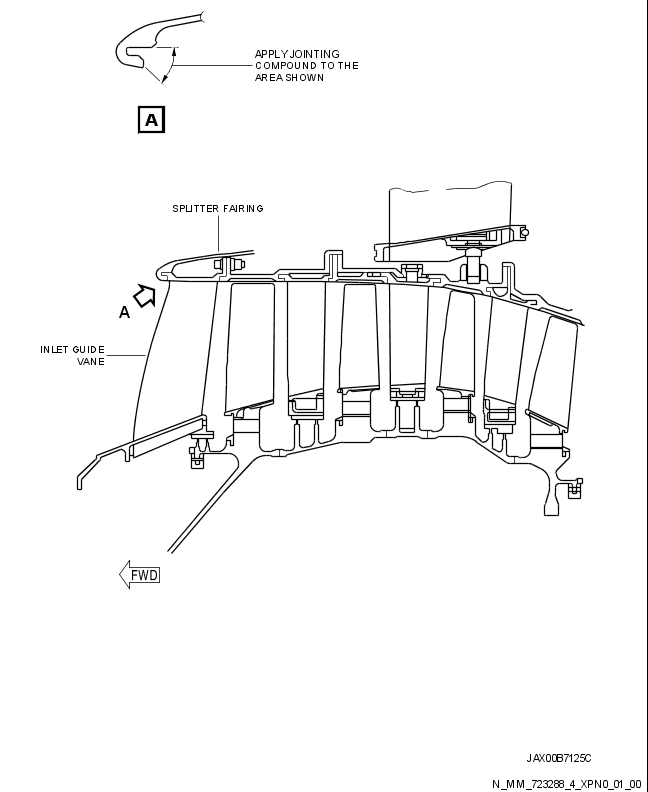 APPLY JOINTING
COMPOUND TO THE
AREA SHOWN
A
SPLITTER FAIRING
A
INLET GUIDE
VANE
FWD
JAX00B7125C
N_MM_723288_4_XPN0_01_00